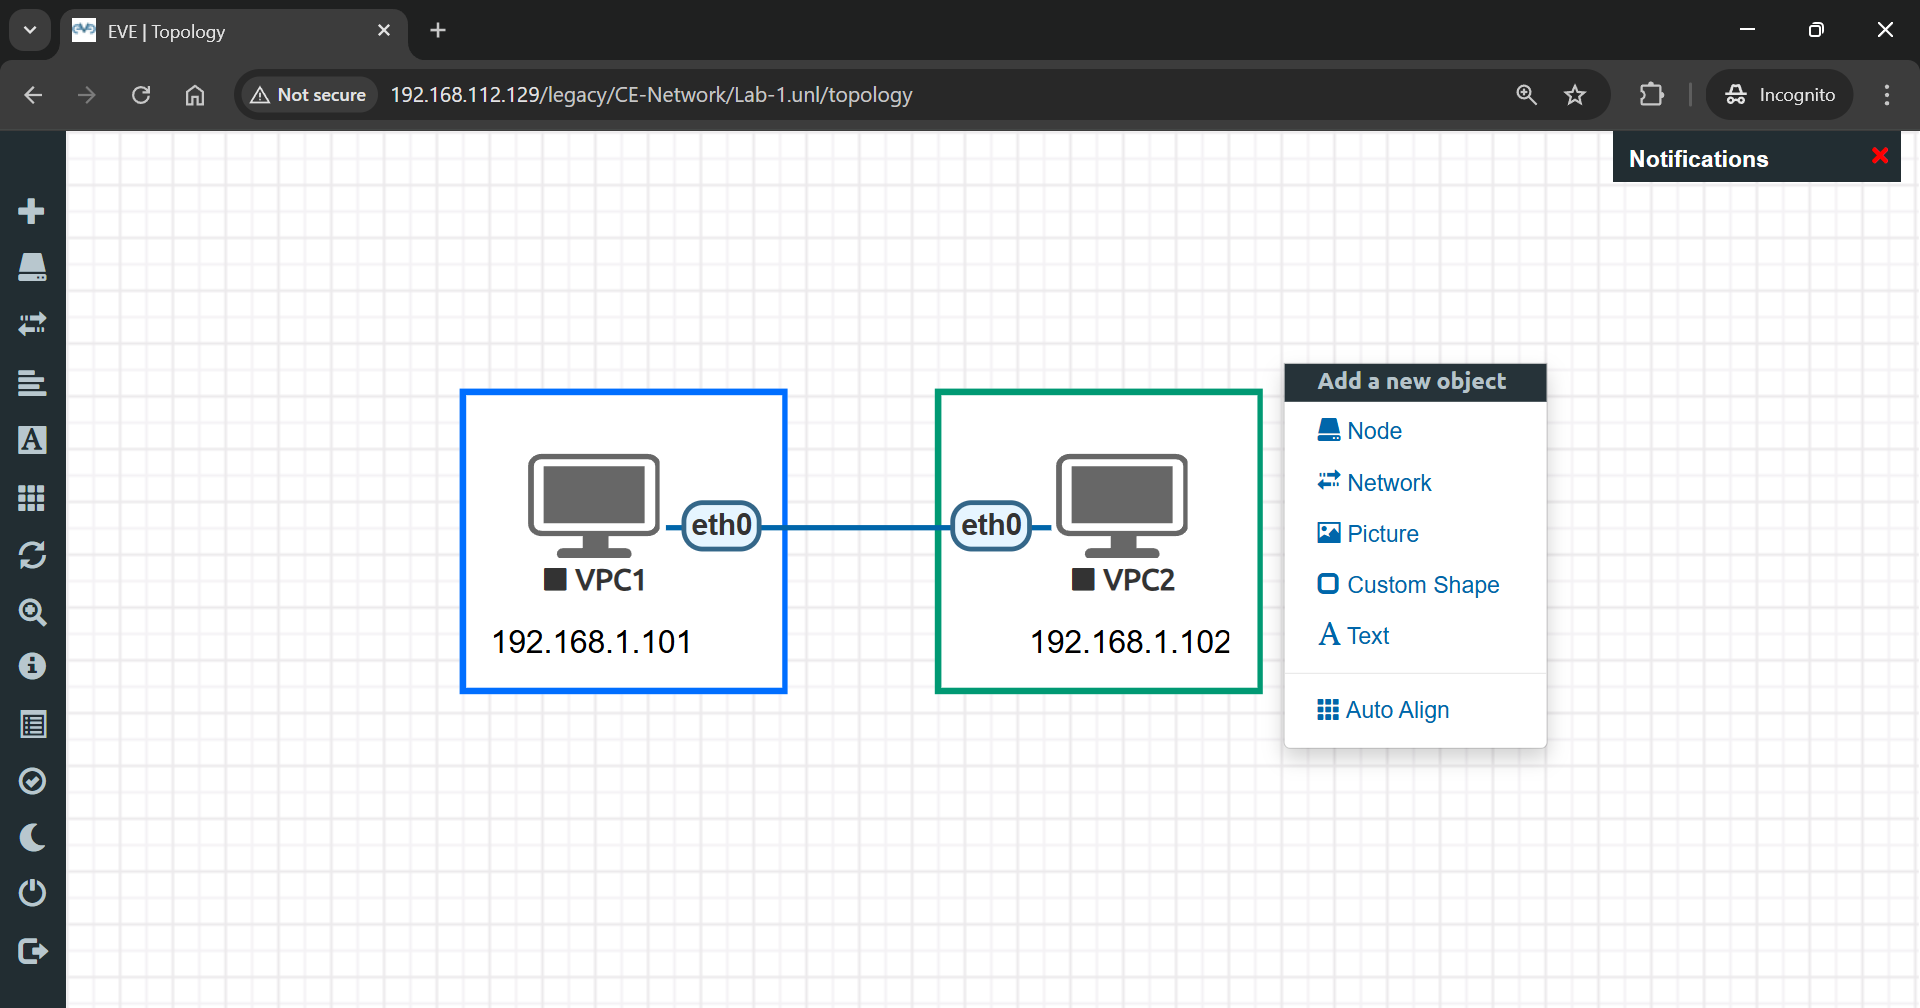 EVE | Topology
Not secure
192.168.112.129/legacy/CE-Network/Lab-1.unl/topology
Incognito
Notifications
Add a new object
Node
Network
Picture
Custom Shape
A Text
Auto Align
eth0
eth0
VPC1
VPC2
192.168.1.101
192.168.1.102
A